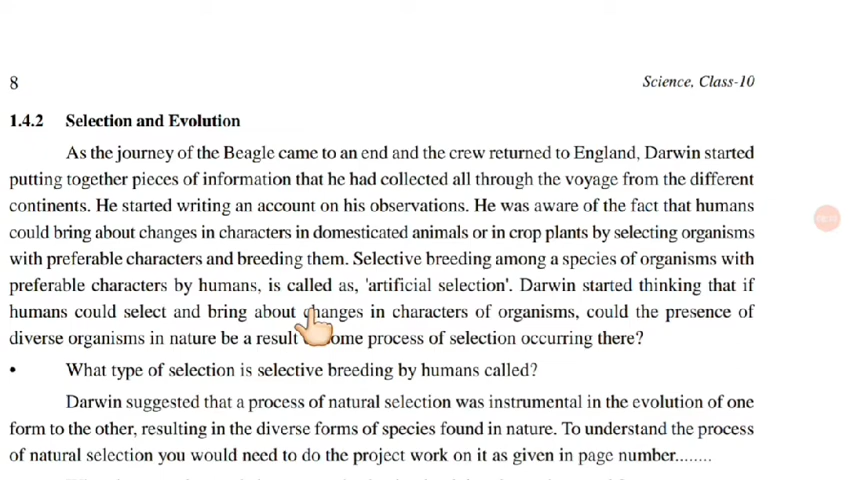 8
Science, Class-10
1.4.2 Selection and Evolution
As the journey of the Beagle came to an end and the crew returned to England, Darwin started
putting together pieces of information that he had collected all through the voyage from the different
continents. He started writing an account on his observations. He was aware of the fact that humans
could bring about changes in characters in domesticated animals or in crop plants by selecting organisms
with preferable characters and breeding them. Selective breeding among a species of organisms with
preferable characters by humans, is called as, 'artificial selection'. Darwin started thinking that if
humans could select and bring about changes in characters of organisms, could the presence of
diverse organisms in nature be a result some process of selection occurring there?
• What type of selection is selective breeding by humans called?
Darwin suggested that a process of natural selection was instrumental in the evolution of one
form to the other, resulting in the diverse forms of species found in nature. To understand the process
of natural selection you would need to do the project work on it as given in page number........